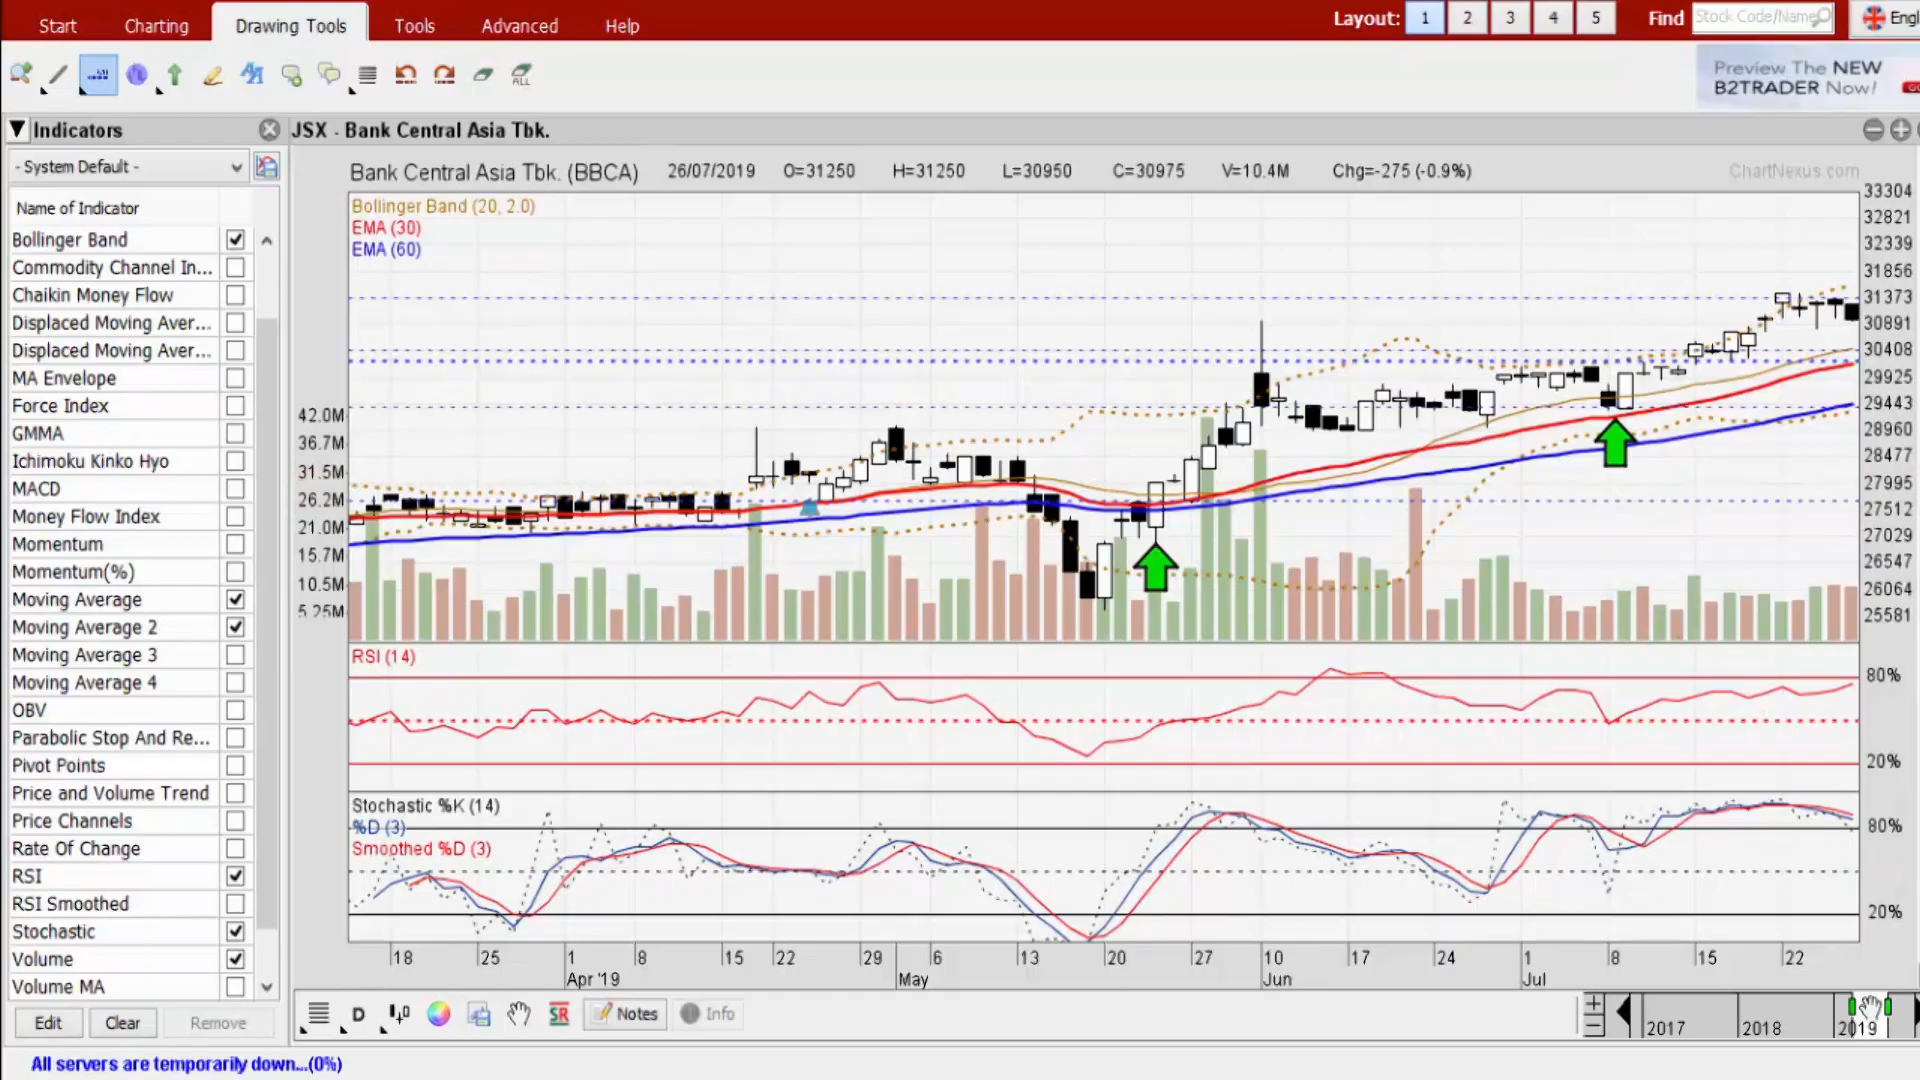 Start Charting Drawing Tools Tools Advanced Help Layout: 1 2 3 4 5 Find Stock Code/Name Engl
ALL
Preview The NEW
B2TRADER Now!
Indicators
JSX - Bank Central Asia Tbk.
- System Default -
Bank Central Asia Tbk. (BBCA) 26/07/2019 O=31250 H=31250 L=30950 C=30975 V=10.4M Chg=-275 (-0.9%) ChartNexus.com
Name of Indicator
Bollinger Band
Commodity Channel In...
Chaikin Money Flow
Displaced Moving Aver...
Displaced Moving Aver...
MA Envelope
Force Index
GMMA
Ichimoku Kinko Hyo
MACD
Money Flow Index
Momentum
Momentum(%)
Moving Average
Moving Average 2
Moving Average 3
Moving Average 4
OBV
Parabolic Stop And Re...
Pivot Points
Price and Volume Trend
Price Channels
Rate Of Change
RSI
RSI Smoothed
Stochastic
Volume
Volume MA
Edit Clear Remove
Bollinger Band (20, 2.0)
EMA (30)
EMA (60)
33304
32821
32339
31856
31373
30891
30408
29925
29443
28960
28477
27995
27512
27029
26547
26064
25581
42.0M
36.7M
31.5M
26.2M
21.0M
15.7M
10.5M
5.25M
RSI (14)
80%
20%
Stochastic %K (14)
%D (3)
Smoothed %D (3)
80%
20%
18 25 1 8 15 22 29 6 13 20 27 10 17 24 1 8 15 22
Apr '19 May Jun Jul
D SR Notes Info
2017 2018 2019
All servers are temporarily down...(0%)